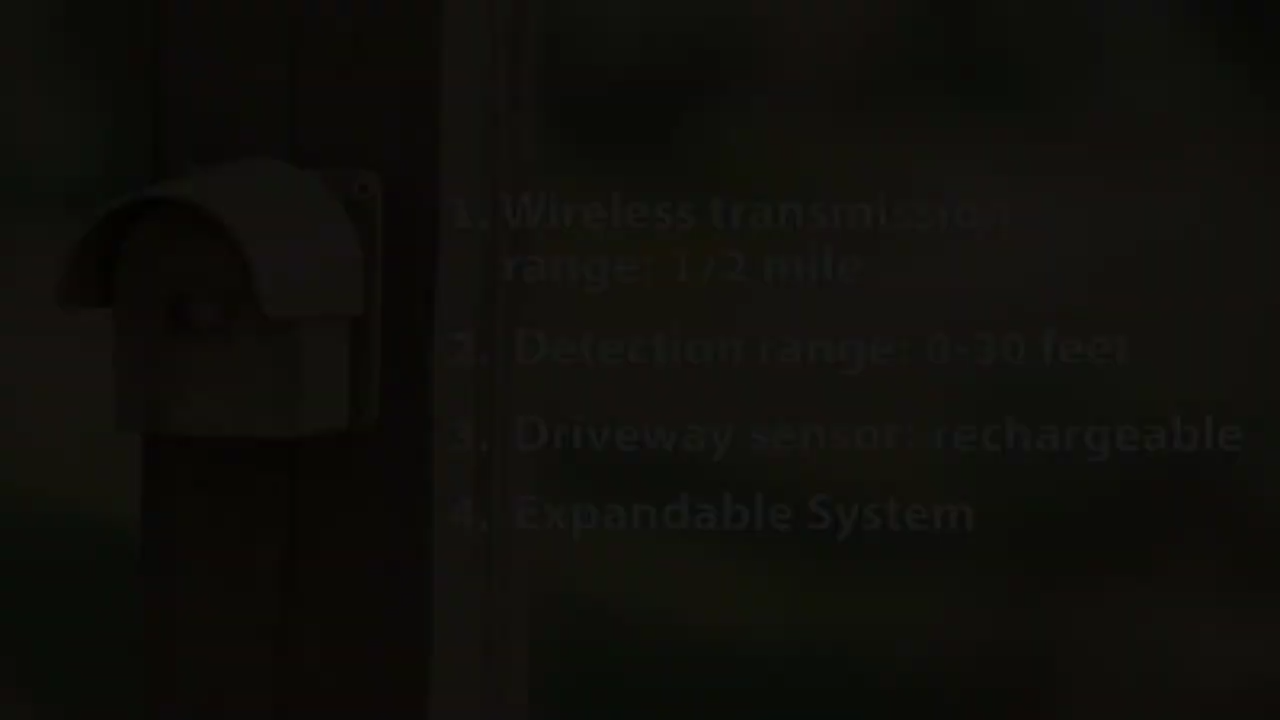 1. Wireless transmission
range: 1/2 mile
2. Detection range: 0-30 feet
3. Driveway sensor: rechargeable
4. Expandable System